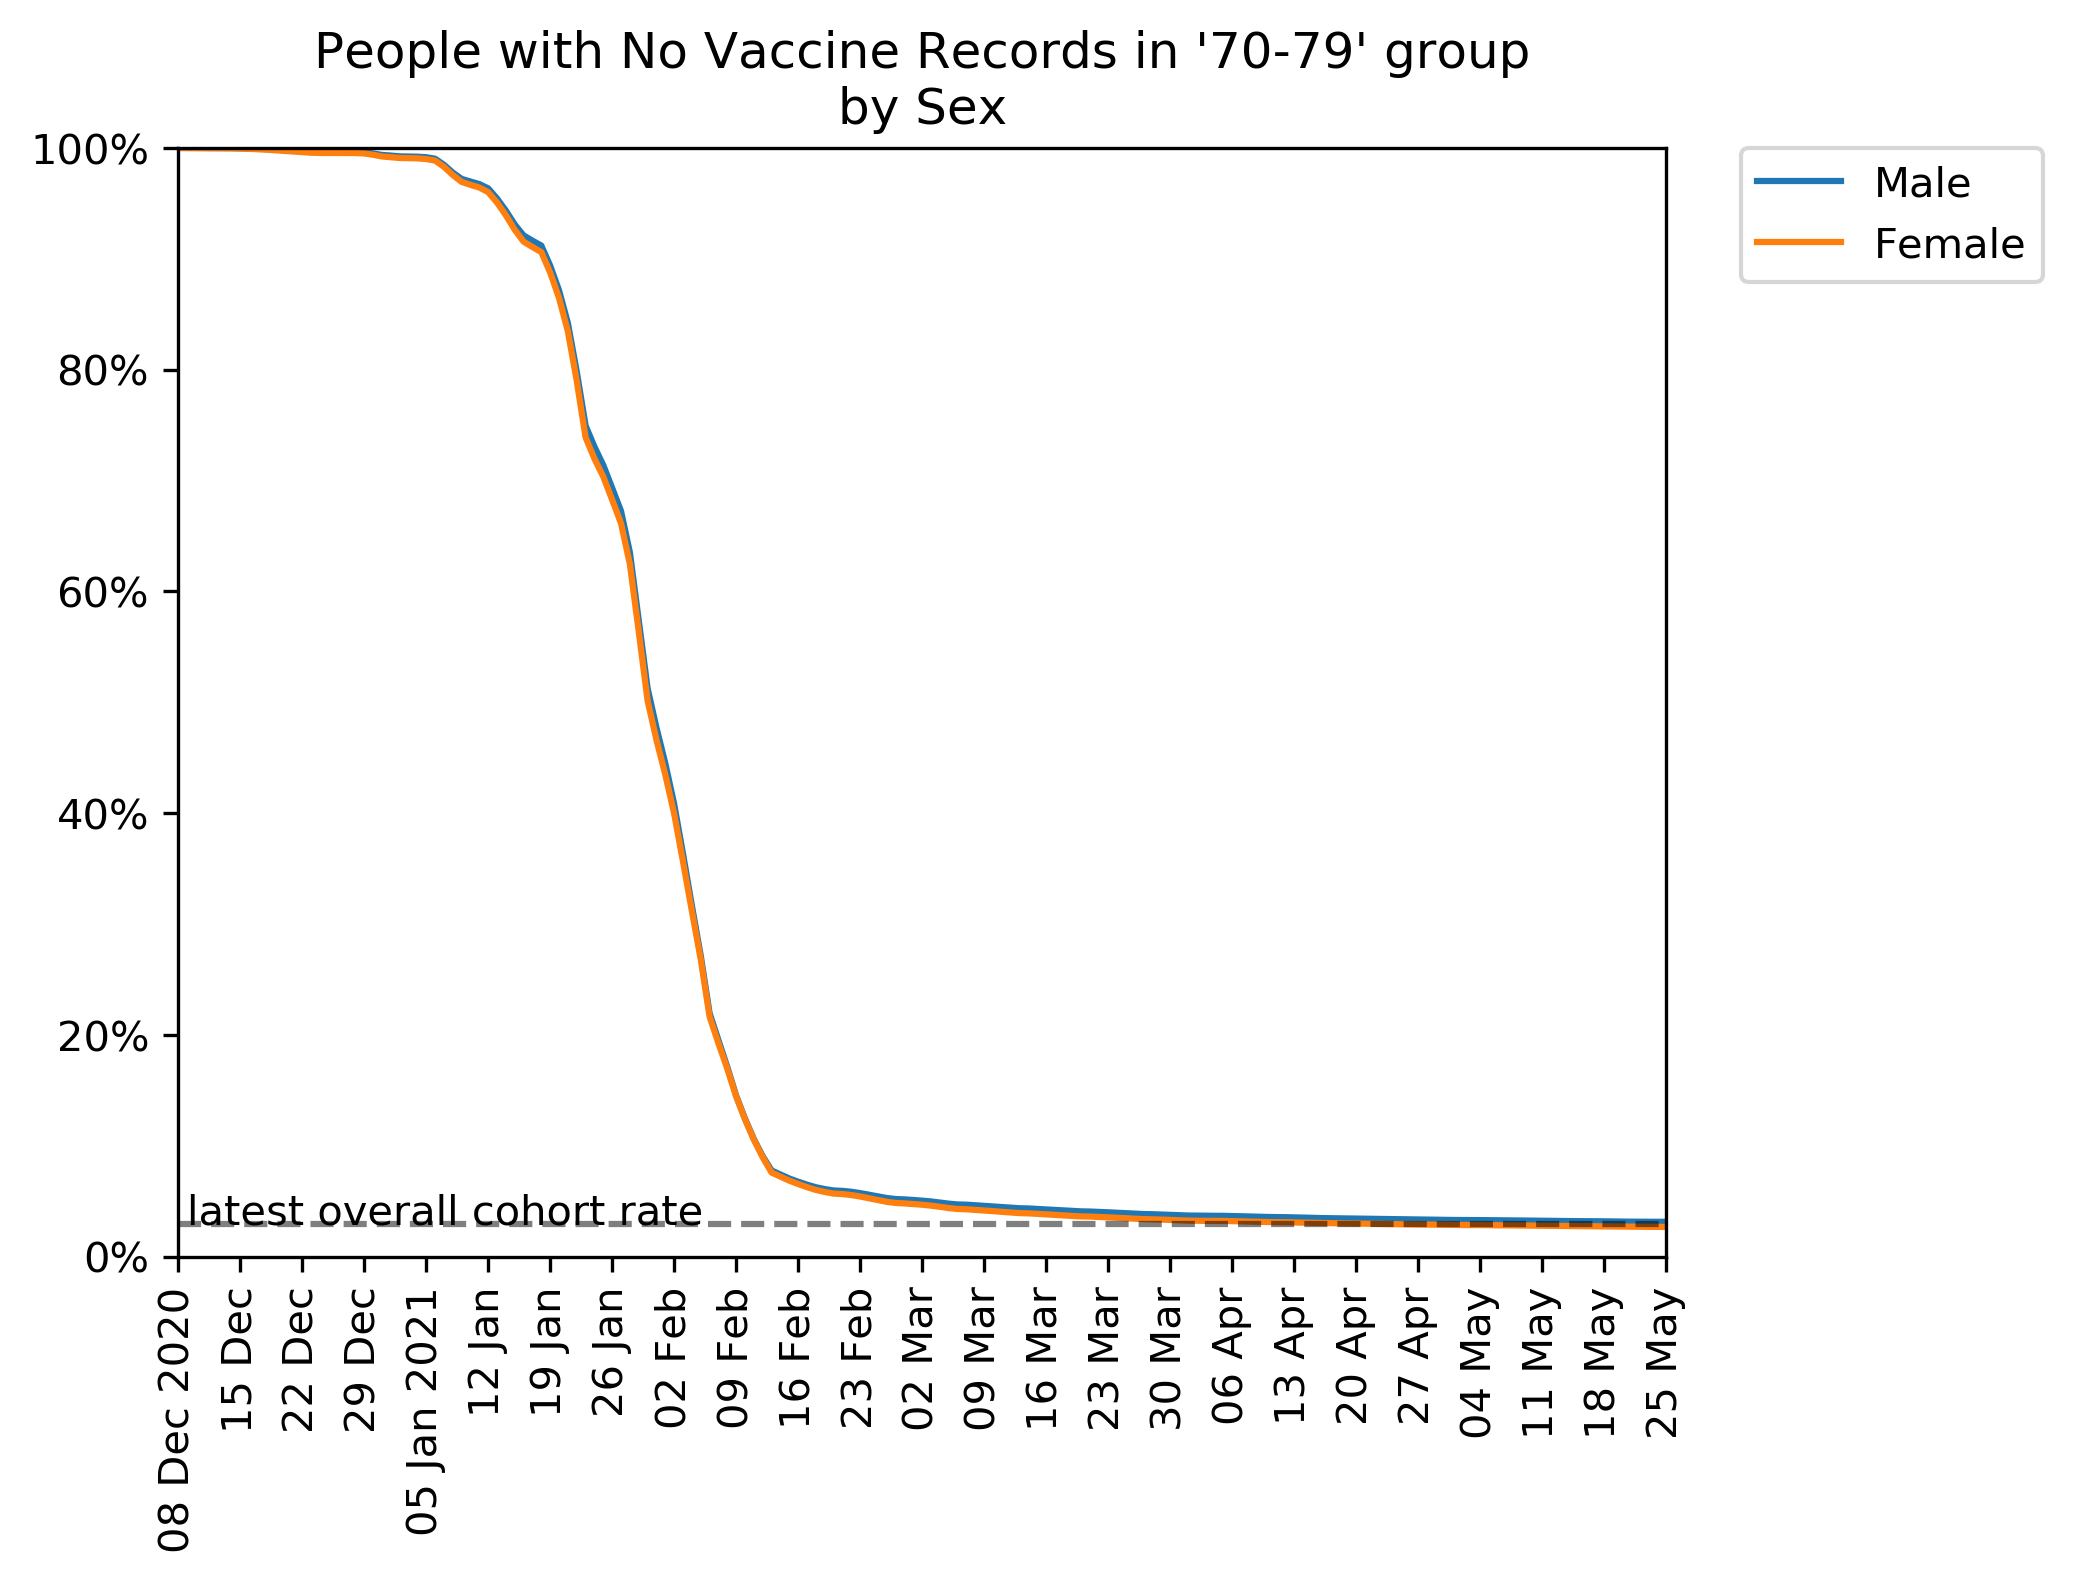 People with No Vaccine Records in '70-79' group
by Sex
100%
80%
60%
40%
20%
0%
latest overall cohort rate
Male
Female
08 Dec 2020
15 Dec
22 Dec
29 Dec
05 Jan 2021
12 Jan
19 Jan
26 Jan
02 Feb
09 Feb
16 Feb
23 Feb
02 Mar
09 Mar
16 Mar
23 Mar
30 Mar
06 Apr
13 Apr
20 Apr
27 Apr
04 May
11 May
18 May
25 May